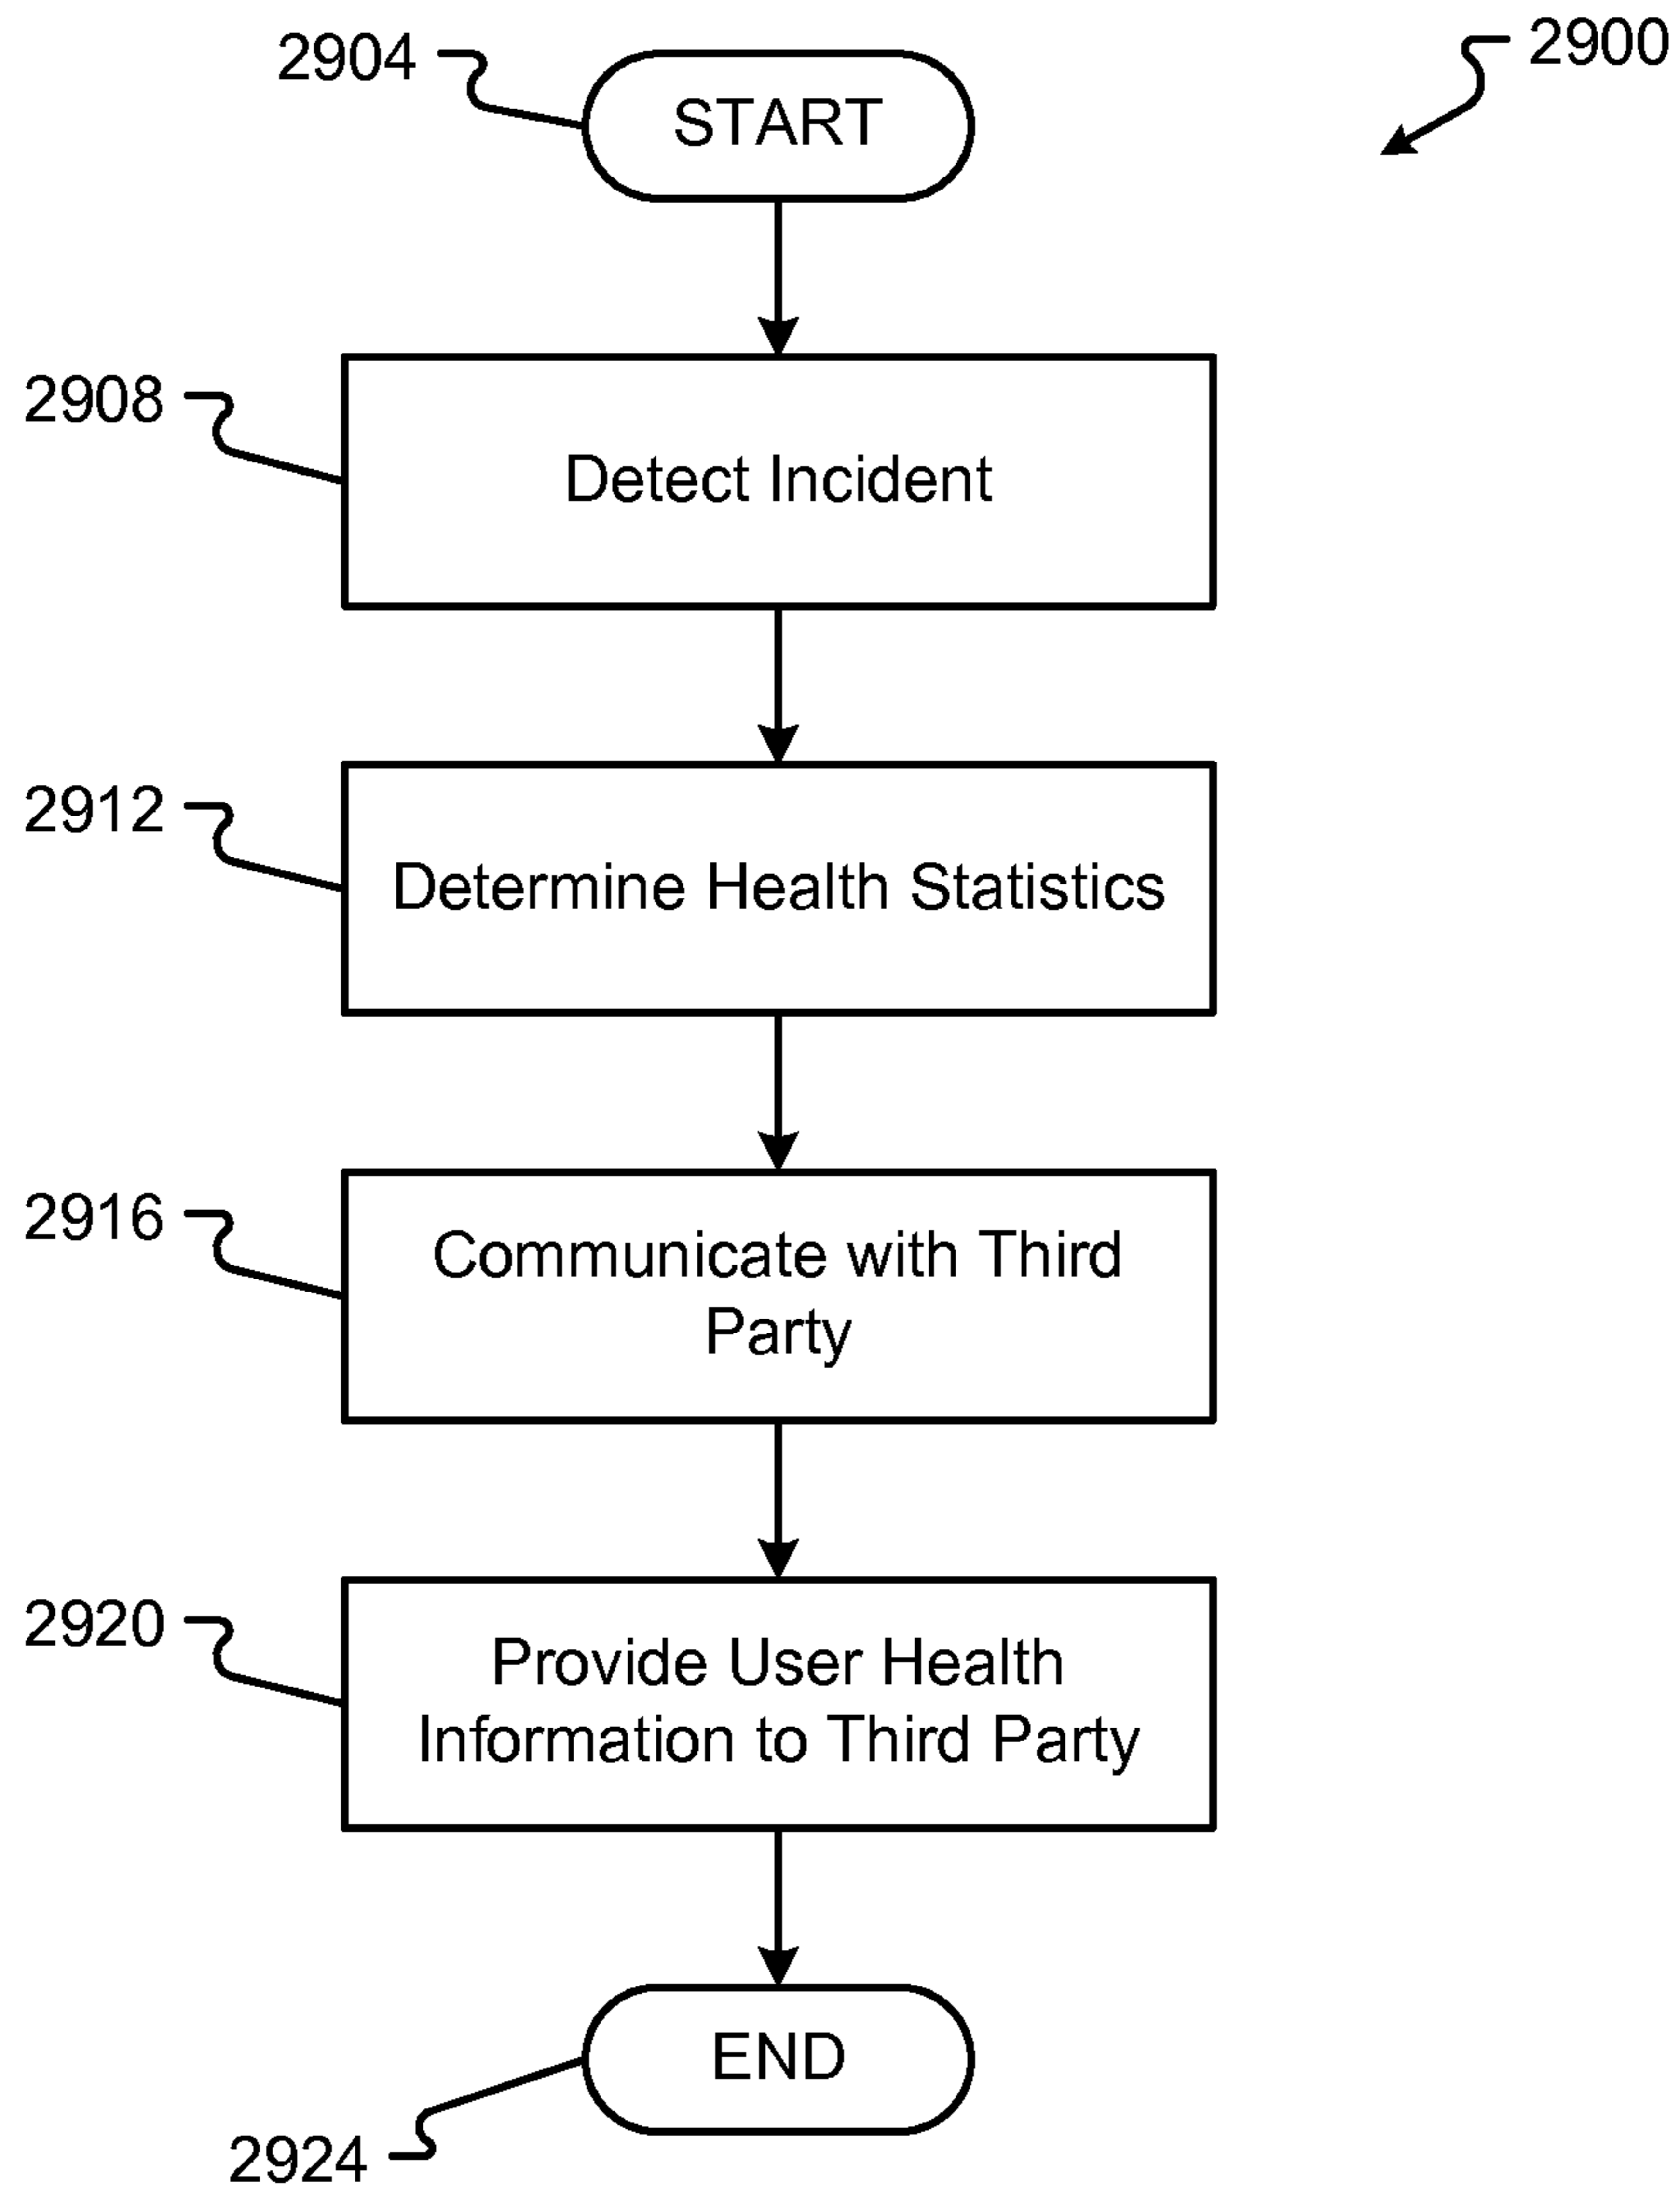 2900
2904
START
2908
Detect Incident
2912
Determine Health Statistics
2916
Communicate with Third
Party
2920
Provide User Health
Information to Third Party
END
2924